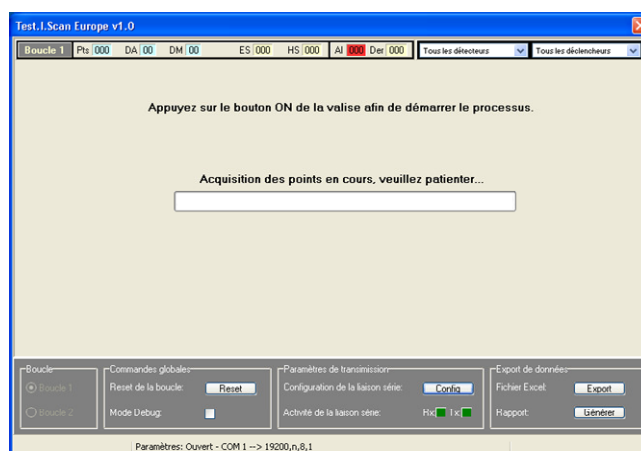 Test.I.Scan Europe v1.0
Boucle 1 Pts 000 DA 00 DM 00 ES 000 HS 000 Al 000 Der 000 Tous les détecteurs Tous les déclencheurs
Appuyez sur le bouton ON de la valise afin de démarrer le processus.
Acquisition des points en cours, veuillez patienter...
Boucle Commandes globales Paramètres de transmission Export de données
Boucle 1 Reset de la boucle: Reset Configuration de la liaison série: Config Fichier Excel: Export
Boucle 2 Mode Debug: Activité de la liaison série: Rx: Tx: Rapport: Générer
Paramètres: Ouvert - COM 1 --> 19200,n,8,1